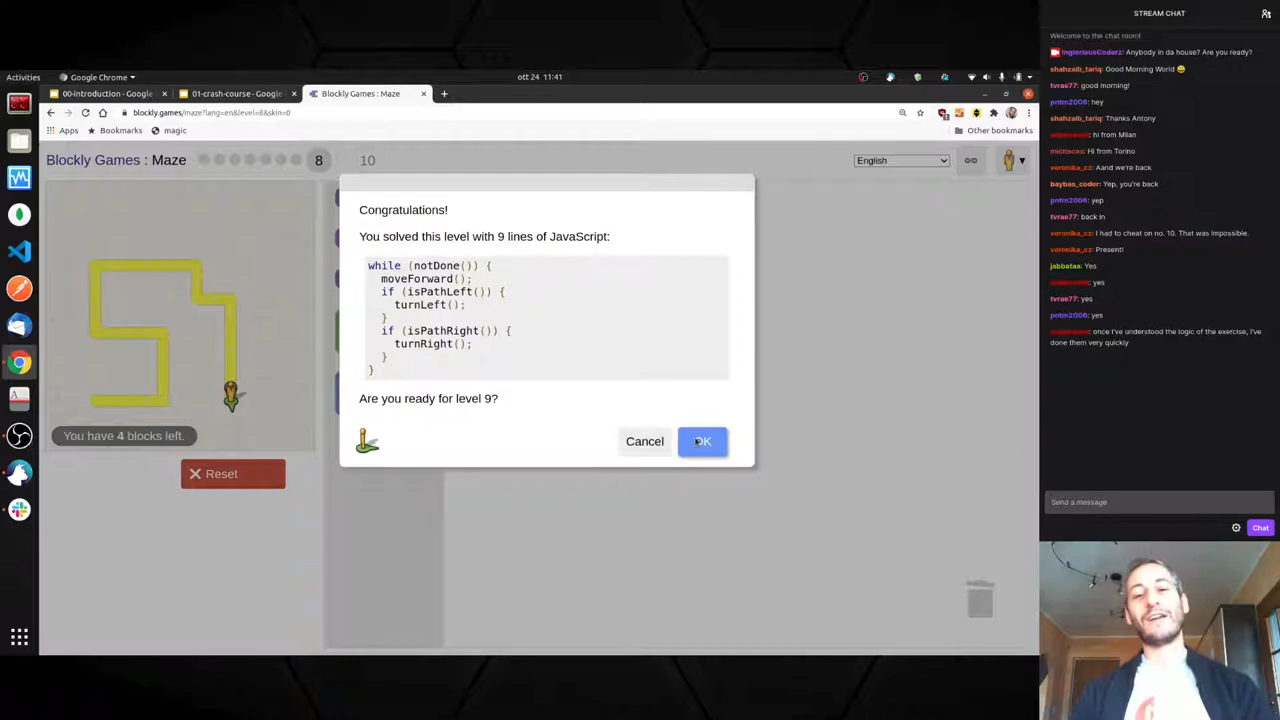 Activities
Google Chrome
ott 24 11:41
00-introduction - Google
01-crash-course - Google
Blockly Games : Maze
blockly.games/maze?lang=en&level=8&skin=0
Apps
Bookmarks
magic
Other bookmarks
Blockly Games : Maze
8
10
English
Congratulations!
You solved this level with 9 lines of JavaScript:
while (notDone()) {
moveForward();
if (isPathLeft()) {
turnLeft();
}
if (isPathRight()) {
turnRight();
}
}
Are you ready for level 9?
Cancel
OK
You have 4 blocks left.
Reset
STREAM CHAT
Welcome to the chat room!
IngloriousCoderz: Anybody in da house? Are you ready?
shahzaib_tariq: Good Morning World
tvrae77: good morning!
pntm2006: hey
shahzaib_tariq: Thanks Antony
hi from Milan
Hi from Torino
veronika_cz: Aand we're back
baybas_coder: Yep, you're back
pntm2006: yep
tvrae77: back in
veronika_cz: I had to cheat on no. 10. That was impossible.
veronika_cz: Present!
jabbataa: Yes
yes
tvrae77: yes
pntm2006: yes
once I've understood the logic of the exercise, I've
done them very quickly
Send a message
Chat